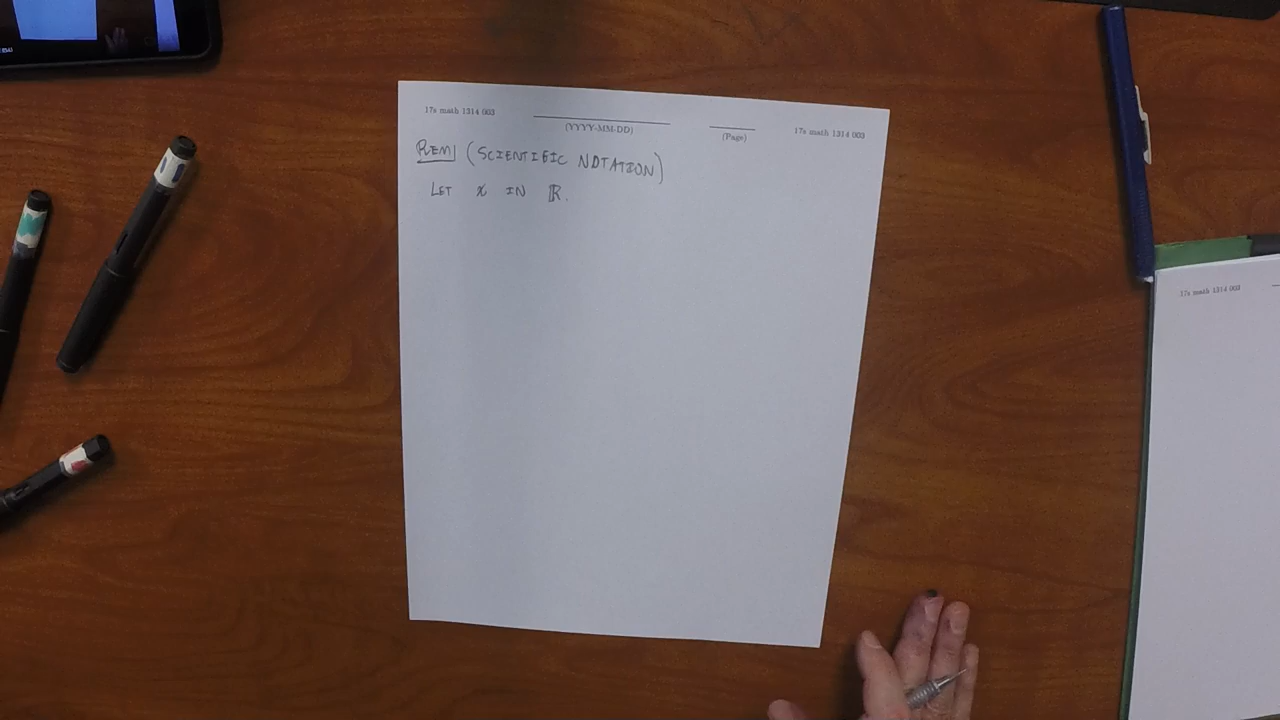 17s math 1314 003 (YYYY-MM-DD) (Page) 17s math 1314 003
REM (SCIENTIFIC NOTATION)
LET x IN ℝ.
17s math 1314 003